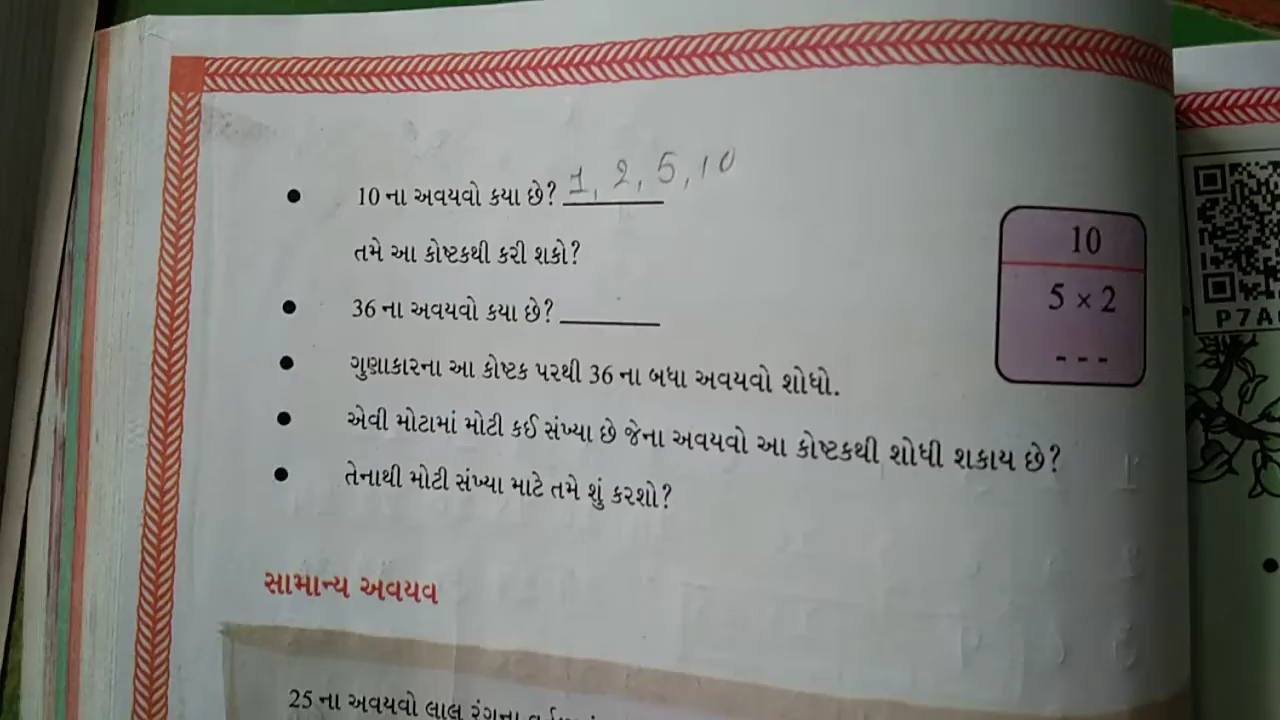 10 ના અવયવો કયા છે? 1, 2, 5, 10
તમે આ કોષ્ટકથી કરી શકો?
36 ના અવયવો કયા છે?
ગુણાકારના આ કોષ્ટક પરથી 36 ના બધા અવયવો શોધો.
એવી મોટામાં મોટી કઈ સંખ્યા છે જેના અવયવો આ કોષ્ટકથી શોધી શકાય છે?
તેનાથી મોટી સંખ્યા માટે તમે શું કરશો?
10
5 × 2
- - -
સામાન્ય અવયવ
25 ના અવયવો લાલ રંગના